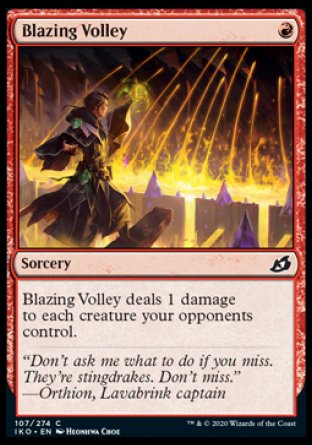 Blazing Volley
Sorcery
Blazing Volley deals 1 damage
to each creature your opponents
control.
“Don’t ask me what to do if you miss.
They’re stingdrakes. Don’t miss.”
—Orthion, Lavabrink captain
107/274 C
IKO • EN HEONHWA CHOE
™ & © 2020 Wizards of the Coast